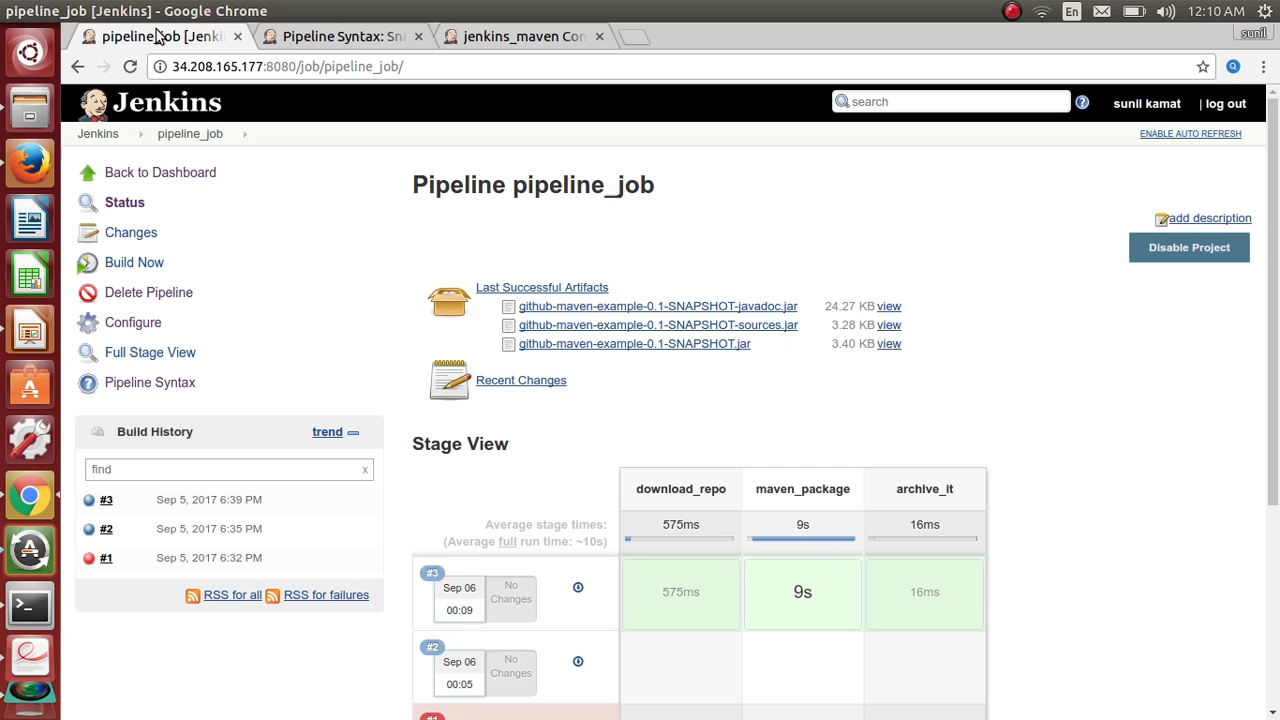 pipeline_job [Jenkins] - Google Chrome
En
12:10 AM
pipeline_job [Jenki
Pipeline Syntax: Sni
jenkins_maven Con
sunil
34.208.165.177:8080/job/pipeline_job/
Jenkins
search
sunil kamat
| log out
Jenkins
pipeline_job
ENABLE AUTO REFRESH
Back to Dashboard
Status
Changes
Build Now
Delete Pipeline
Configure
Full Stage View
Pipeline Syntax
Build History
trend
find
x
#3 Sep 5, 2017 6:39 PM
#2 Sep 5, 2017 6:35 PM
#1 Sep 5, 2017 6:32 PM
RSS for all RSS for failures
Pipeline pipeline_job
add description
Disable Project
Last Successful Artifacts
github-maven-example-0.1-SNAPSHOT-javadoc.jar 24.27 KB view
github-maven-example-0.1-SNAPSHOT-sources.jar 3.28 KB view
github-maven-example-0.1-SNAPSHOT.jar 3.40 KB view
Recent Changes
Stage View
download_repo maven_package archive_It
Average stage times: 575ms 9s 16ms
(Average full run time: ~10s)
#3
Sep 06
00:09
No
Changes
575ms 9s 16ms
#2
Sep 06
00:05
No
Changes
#1